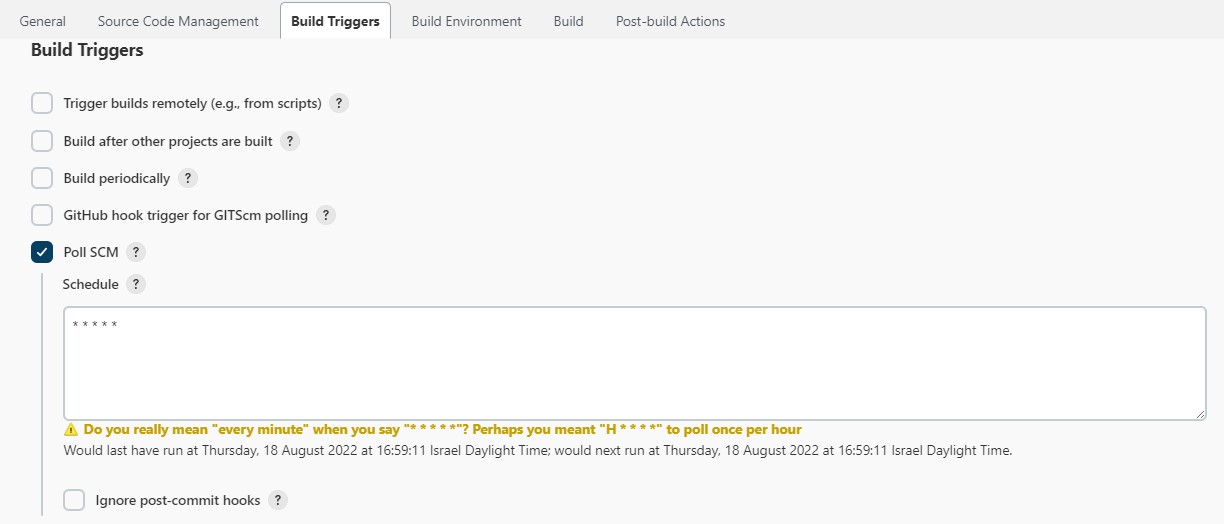 General Source Code Management Build Triggers Build Environment Build Post-build Actions
Build Triggers
Trigger builds remotely (e.g., from scripts) ?
Build after other projects are built ?
Build periodically ?
GitHub hook trigger for GITScm polling ?
Poll SCM ?
Schedule ?
* * * * *
Do you really mean "every minute" when you say "* * * * *"? Perhaps you meant "H * * * *" to poll once per hour
Would last have run at Thursday, 18 August 2022 at 16:59:11 Israel Daylight Time; would next run at Thursday, 18 August 2022 at 16:59:11 Israel Daylight Time.
Ignore post-commit hooks ?